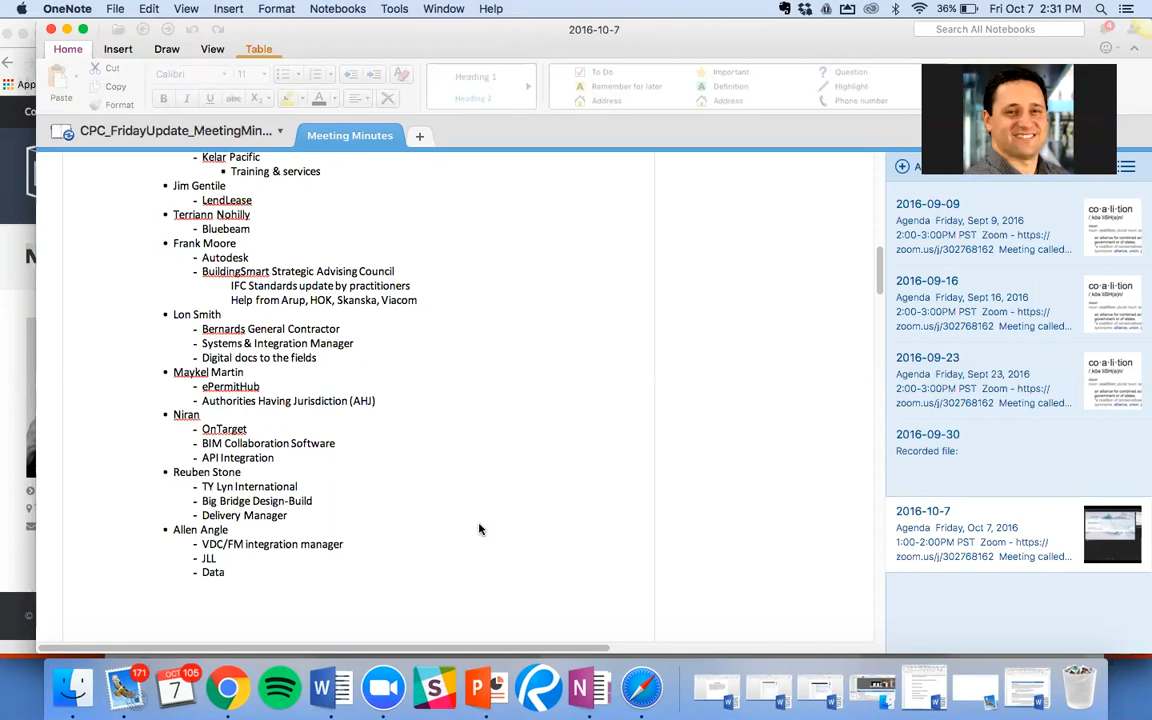 OneNote File Edit View Insert Format Notebooks Tools Window Help
36% Fri Oct 7 2:31 PM
2016-10-7
Search All Notebooks
4
Home Insert Draw View Table
Paste
Cut
Copy
Format
Calibri 11
B I U abc X2 A
Heading 1
Heading 2
To Do
Remember for later
Address
Important
Definition
Address
Question
Highlight
Phone number
App
Co
CPC_FridayUpdate_MeetingMin...
Meeting Minutes
+
- Kelar Pacific
▪ Training & services
• Jim Gentile
- LendLease
• Terriann Nohilly
- Bluebeam
• Frank Moore
- Autodesk
- BuildingSmart Strategic Advising Council
IFC Standards update by practitioners
Help from Arup, HOK, Skanska, Viacom
• Lon Smith
- Bernards General Contractor
- Systems & Integration Manager
- Digital docs to the fields
• Maykel Martin
- ePermitHub
- Authorities Having Jurisdiction (AHJ)
• Niran
- OnTarget
- BIM Collaboration Software
- API Integration
• Reuben Stone
- TY Lyn International
- Big Bridge Design-Build
- Delivery Manager
• Allen Angle
- VDC/FM integration manager
- JLL
- Data
2016-09-09
Agenda Friday, Sept 9, 2016
2:00-3:00PM PST Zoom - https://
zoom.us/j/302768162 Meeting called...
co·a·li·tion
2016-09-16
Agenda Friday, Sept 16, 2016
2:00-3:00PM PST Zoom - https://
zoom.us/j/302768162 Meeting called...
co·a·li·tion
2016-09-23
Agenda Friday, Sept 23, 2016
2:00-3:00PM PST Zoom - https://
zoom.us/j/302768162 Meeting called...
co·a·li·tion
2016-09-30
Recorded file:
2016-10-7
Agenda Friday, Oct 7, 2016
1:00-2:00PM PST Zoom - https://
zoom.us/j/302768162 Meeting called...
171
OCT 105
7